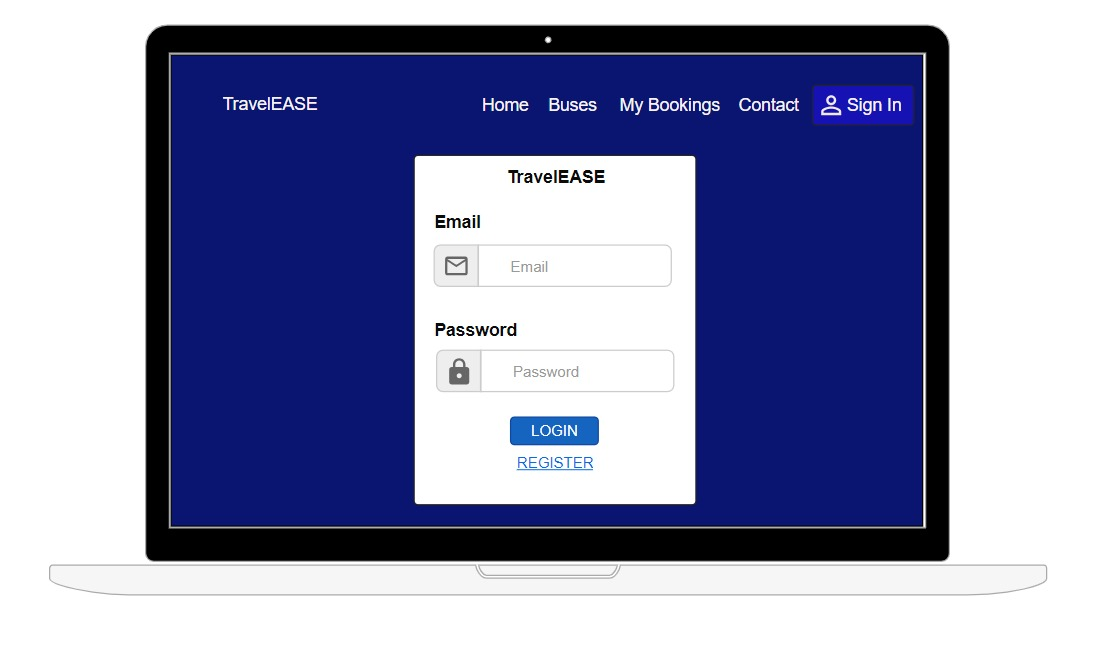 TravelEASE Home Buses My Bookings Contact Sign In
TravelEASE
Email
Email
Password
Password
LOGIN
REGISTER